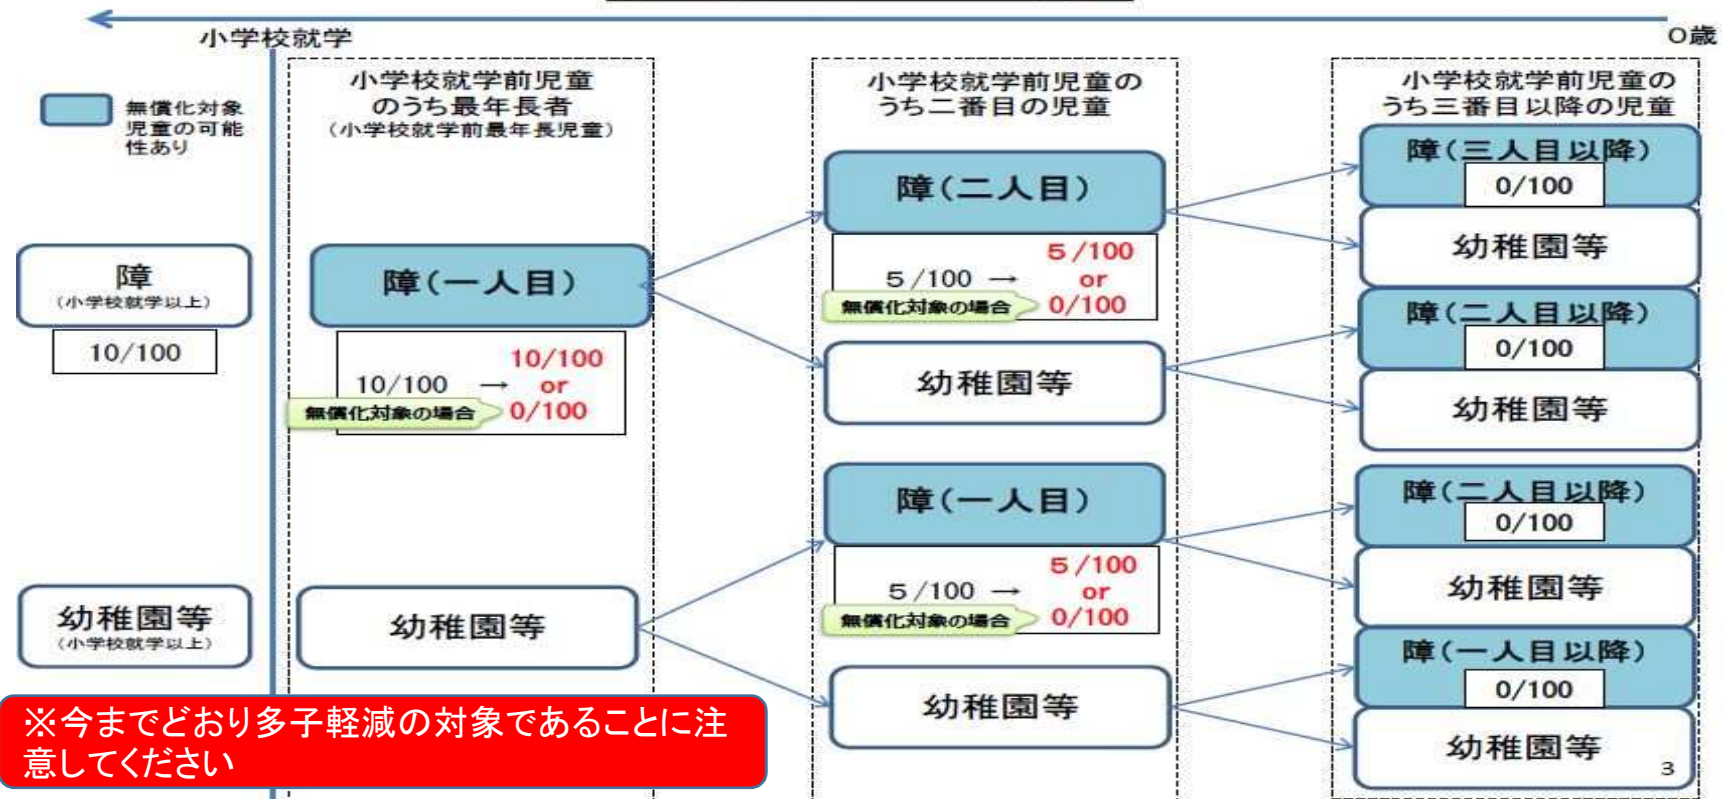 小学校就学
0歳
無償化対象
児童の可能
性あり
小学校就学前児童
のうち最年長者
（小学校就学前最年長児童）
小学校就学前児童の
うち二番目の児童
小学校就学前児童の
うち三番目以降の児童
障
（小学校就学以上）
10/100
障（一人目）
10/100 →
10/100
or
0/100
無償化対象の場合
障（二人目）
5/100 →
5/100
or
0/100
無償化対象の場合
幼稚園等
障（三人目以降）
0/100
幼稚園等
障（二人目以降）
0/100
幼稚園等
幼稚園等
（小学校就学以上）
幼稚園等
障（一人目）
5/100 →
5/100
or
0/100
無償化対象の場合
幼稚園等
障（二人目以降）
0/100
幼稚園等
障（一人目以降）
0/100
幼稚園等
※今までどおり多子軽減の対象であることに注
意してください
3